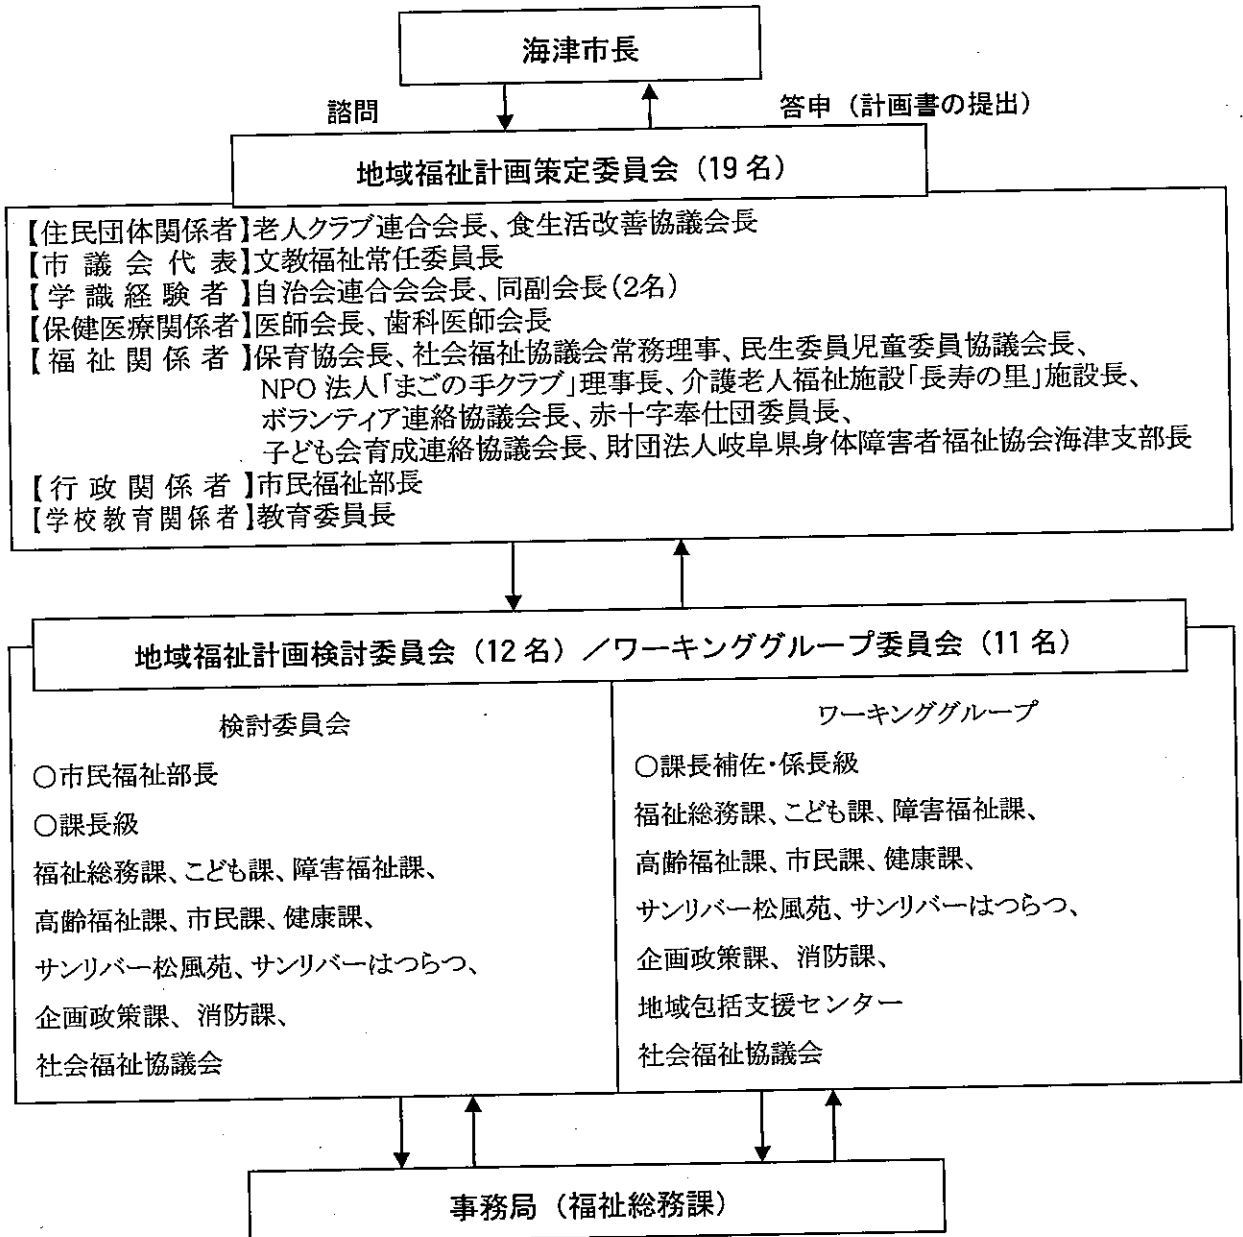 海津市長
諮問
答申（計画書の提出）
地域福祉計画策定委員会（19名）
【住民団体関係者】老人クラブ連合会長、食生活改善協議会長
【市議会代表】文教福祉常任委員長
【学識経験者】自治会連合会会長、同副会長（2名）
【保健医療関係者】医師会長、歯科医師会長
【福祉関係者】保育協会長、社会福祉協議会常務理事、民生委員児童委員協議会長、
NPO法人「まごの手クラブ」理事長、介護老人福祉施設「長寿の里」施設長、
ボランティア連絡協議会長、赤十字奉仕団委員長、
子ども会育成連絡協議会長、財団法人岐阜県身体障害者福祉協会海津支部長
【行政関係者】市民福祉部長
【学校教育関係者】教育委員長
地域福祉計画検討委員会（12名）／ワーキンググループ委員会（11名）
検討委員会
○市民福祉部長
○課長級
福祉総務課、こども課、障害福祉課、
高齢福祉課、市民課、健康課、
サンリバー松風苑、サンリバーはつらつ、
企画政策課、消防課、
社会福祉協議会
ワーキンググループ
○課長補佐・係長級
福祉総務課、こども課、障害福祉課、
高齢福祉課、市民課、健康課、
サンリバー松風苑、サンリバーはつらつ、
企画政策課、消防課、
地域包括支援センター
社会福祉協議会
事務局（福祉総務課）